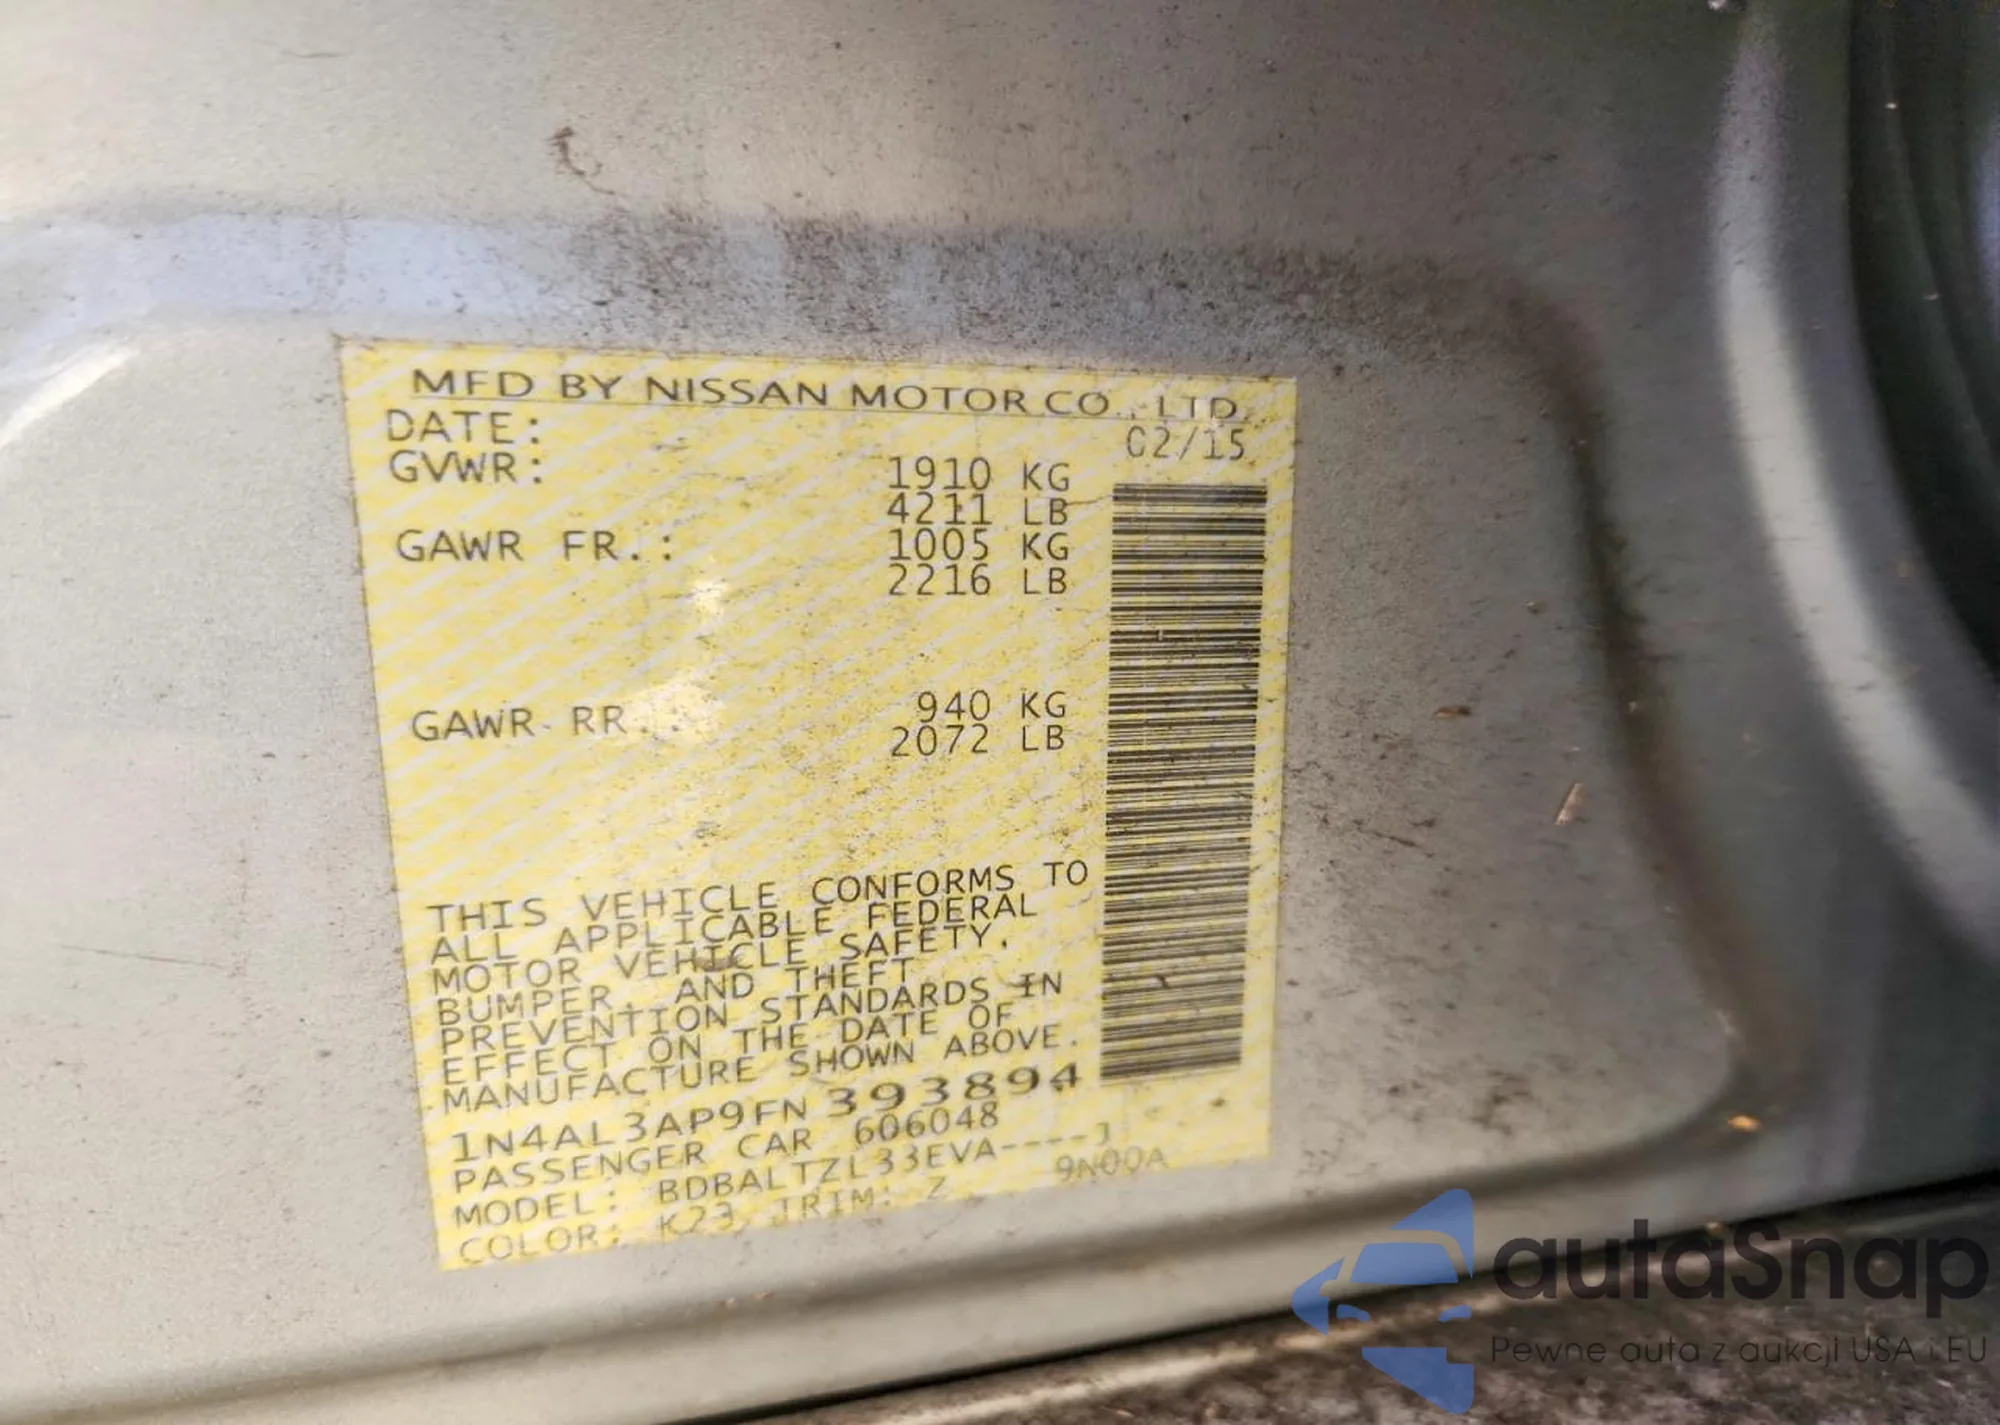 MFD BY NISSAN MOTOR CO., LTD.
DATE: 02/15
GVWR: 1910 KG
4211 LB
GAWR FR.: 1005 KG
2216 LB
GAWR RR.: 940 KG
2072 LB
THIS VEHICLE CONFORMS TO
ALL APPLICABLE FEDERAL
MOTOR VEHICLE SAFETY,
BUMPER, AND THEFT
PREVENTION STANDARDS IN
EFFECT ON THE DATE OF
MANUFACTURE SHOWN ABOVE.
1N4AL3AP9FN 393894
PASSENGER CAR 606048
MODEL: BDBALTZL33EVA----J
COLOR: K23 TRIM: Z 9N00A
autaSnap
Pewne auta z aukcji USA i EU